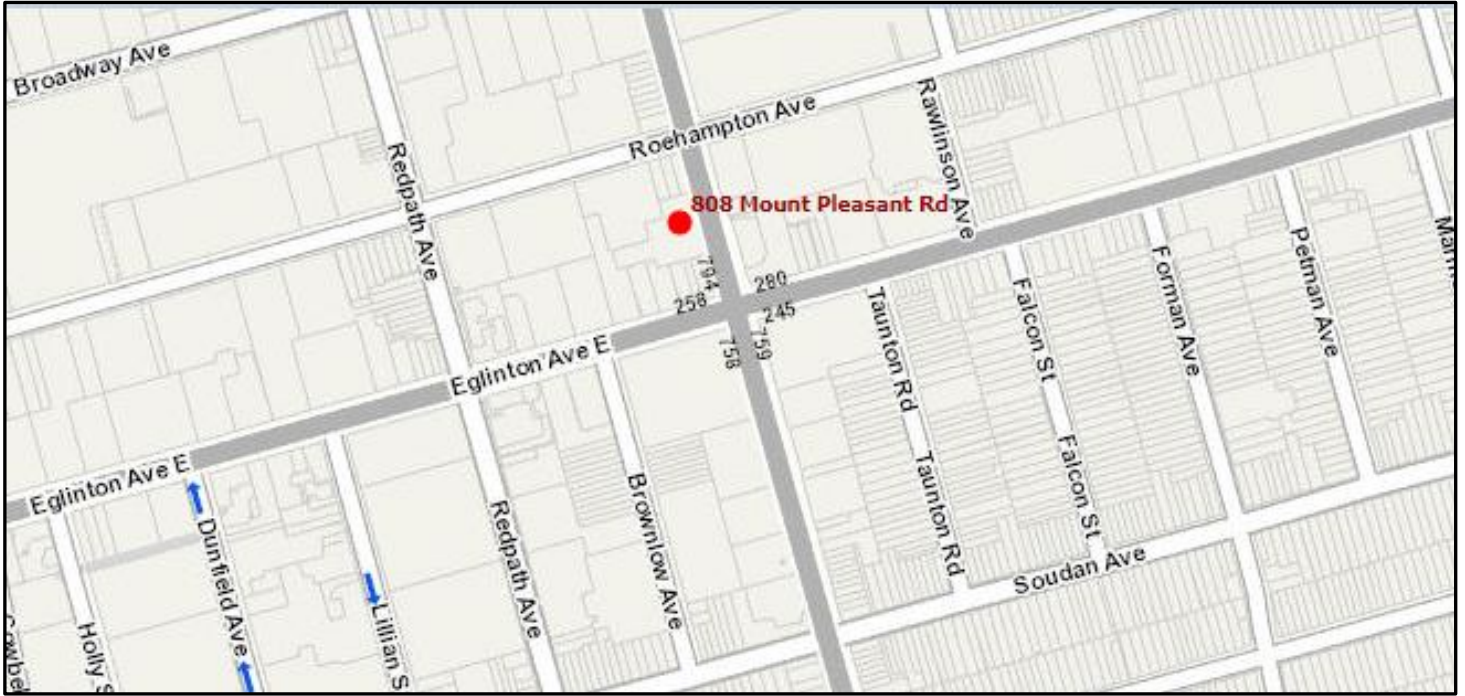 Broadway Ave
Roehampton Ave
Rawlinson Ave
Redpath Ave
808 Mount Pleasant Rd
794
280
258
245
759
758
Eglinton Ave E
Taunton Rd
Falcon St
Forman Ave
Petman Ave
Eglinton Ave E
Dunfield Ave
Lillian S
Redpath Ave
Brownlow Ave
Taunton Rd
Falcon St
Soudan Ave
Holly S